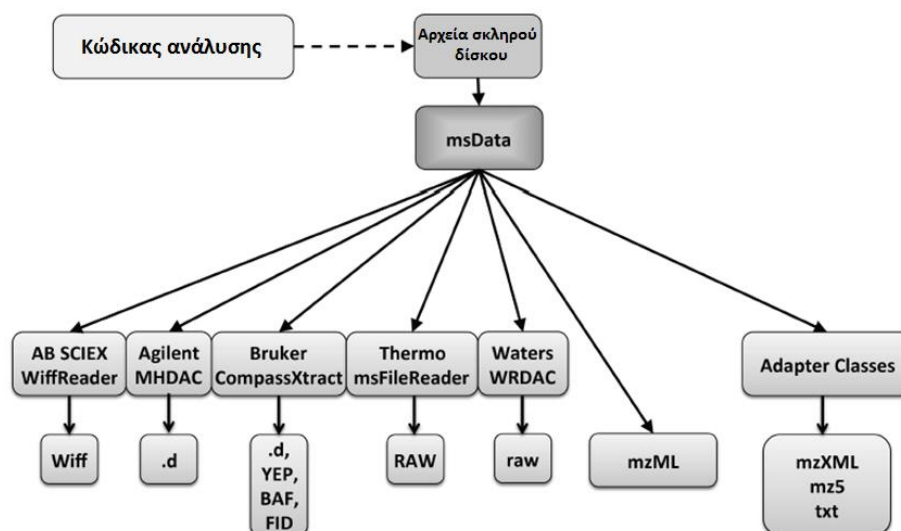 Κώδικας ανάλυσης
Αρχεία σκληρού
δίσκου
msData
AB SCIEX
WiffReader
Agilent
MHDAC
Bruker
CompassXtract
Thermo
msFileReader
Waters
WRDAC
Adapter Classes
Wiff
.d
.d,
YEP,
BAF,
FID
RAW
raw
mzML
mzXML
mz5
txt